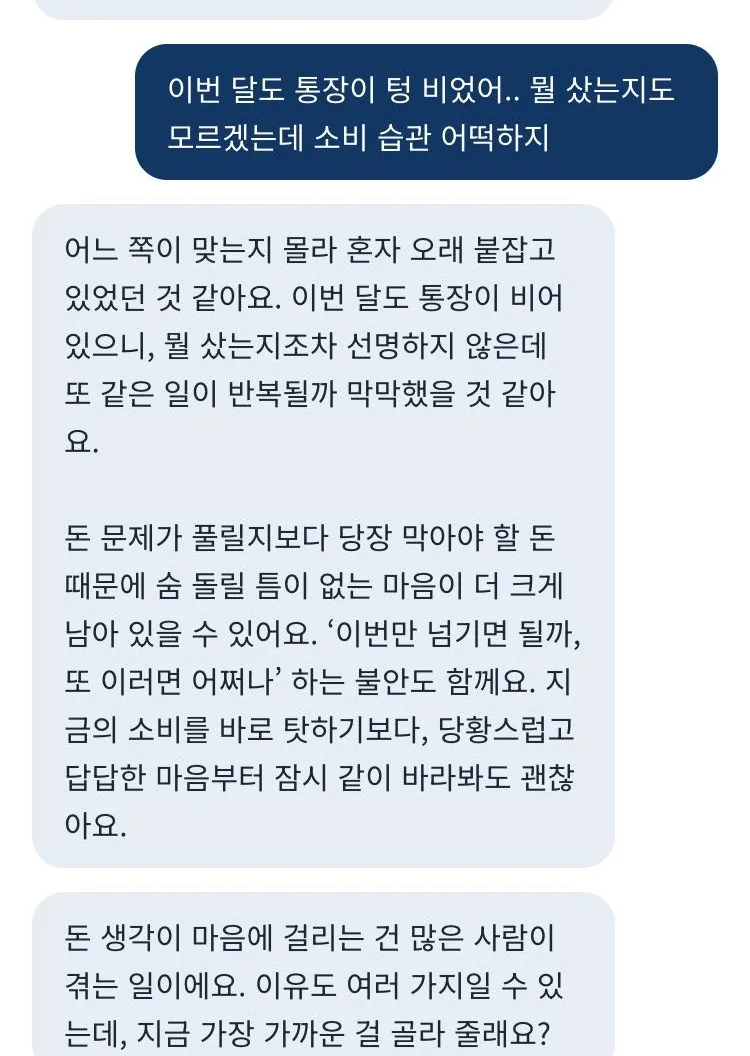 이번 달도 통장이 텅 비었어.. 뭘 샀는지도
모르겠는데 소비 습관 어떡하지
어느 쪽이 맞는지 몰라 혼자 오래 붙잡고
있었던 것 같아요. 이번 달도 통장이 비어
있으니, 뭘 샀는지조차 선명하지 않은데
또 같은 일이 반복될까 막막했을 것 같아
요.
돈 문제가 풀릴지보다 당장 막아야 할 돈
때문에 숨 돌릴 틈이 없는 마음이 더 크게
남아 있을 수 있어요. ‘이번만 넘기면 될까,
또 이러면 어쩌나’ 하는 불안도 함께요. 지
금의 소비를 바로 탓하기보다, 당황스럽고
답답한 마음부터 잠시 같이 바라봐도 괜찮
아요.
돈 생각이 마음에 걸리는 건 많은 사람이
겪는 일이에요. 이유도 여러 가지일 수 있
는데, 지금 가장 가까운 걸 골라 줄래요?